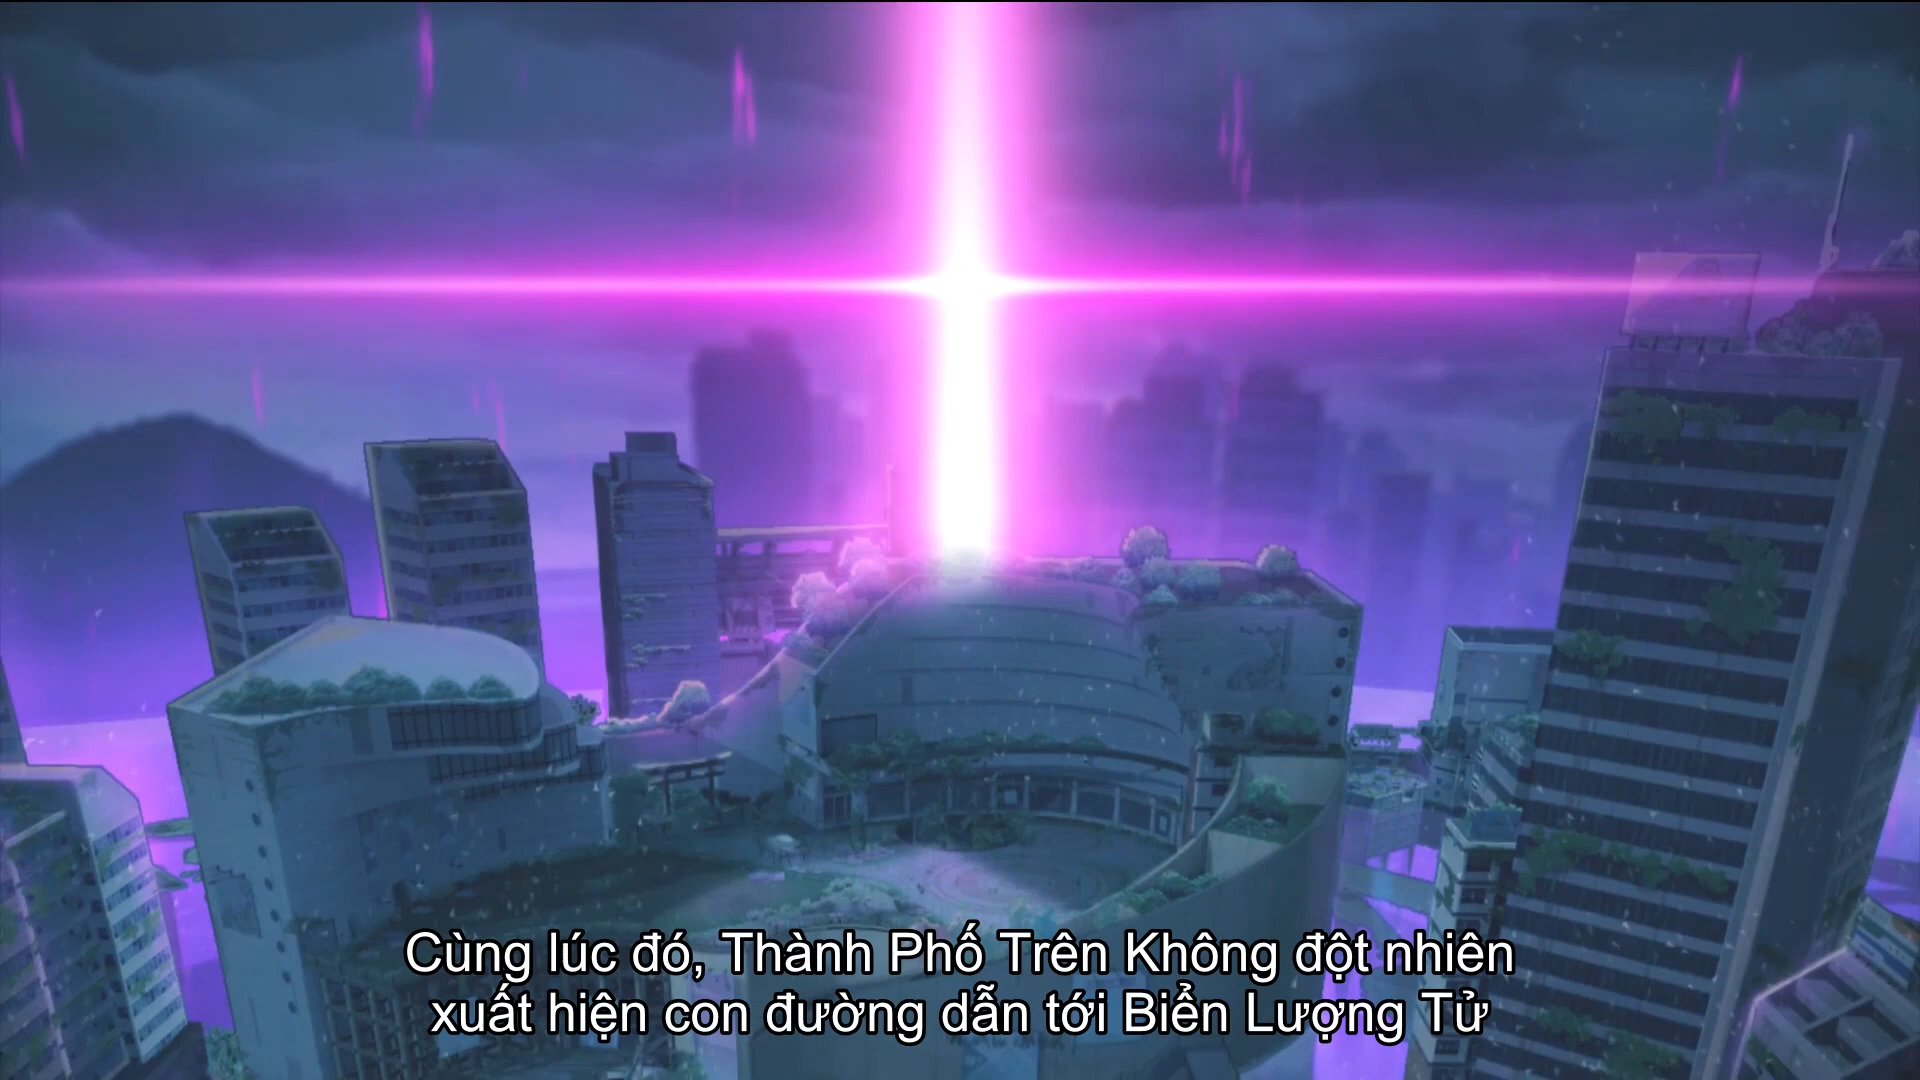 Cùng lúc đó, Thành Phố Trên Không đột nhiên
xuất hiện con đường dẫn tới Biển Lượng Tử